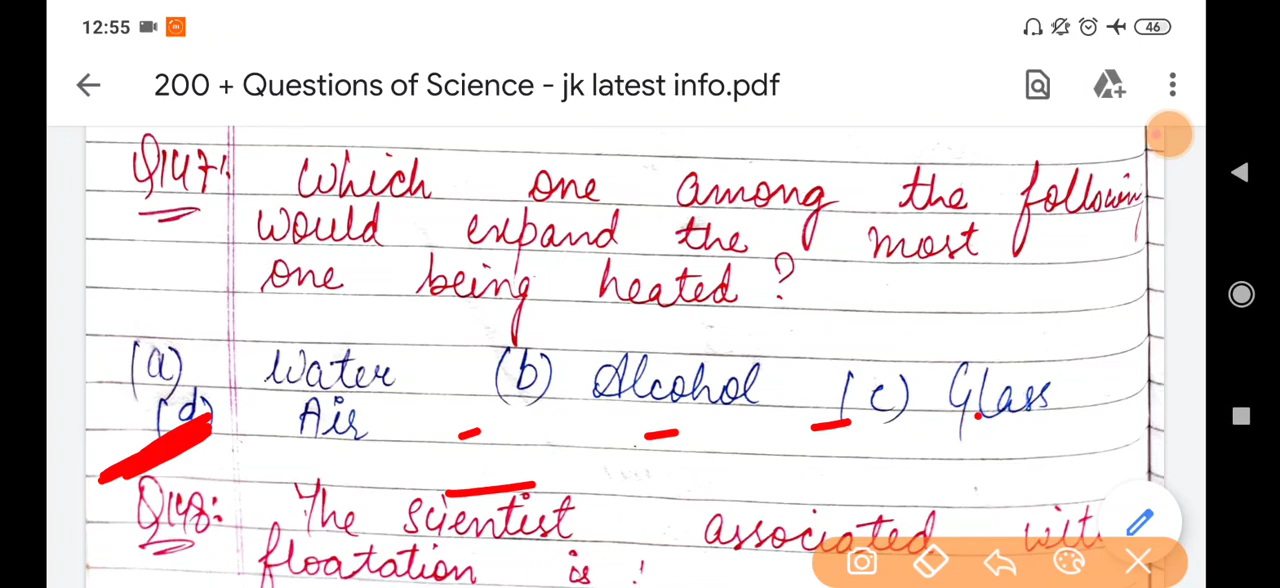 12:55
46
200 + Questions of Science - jk latest info.pdf
Q147: Which one among the following
would expand the most
one being heated ?
(a) Water (b) Alcohol (c) Glass
(d) Air
Q148: The scientist associated with
floatation is !